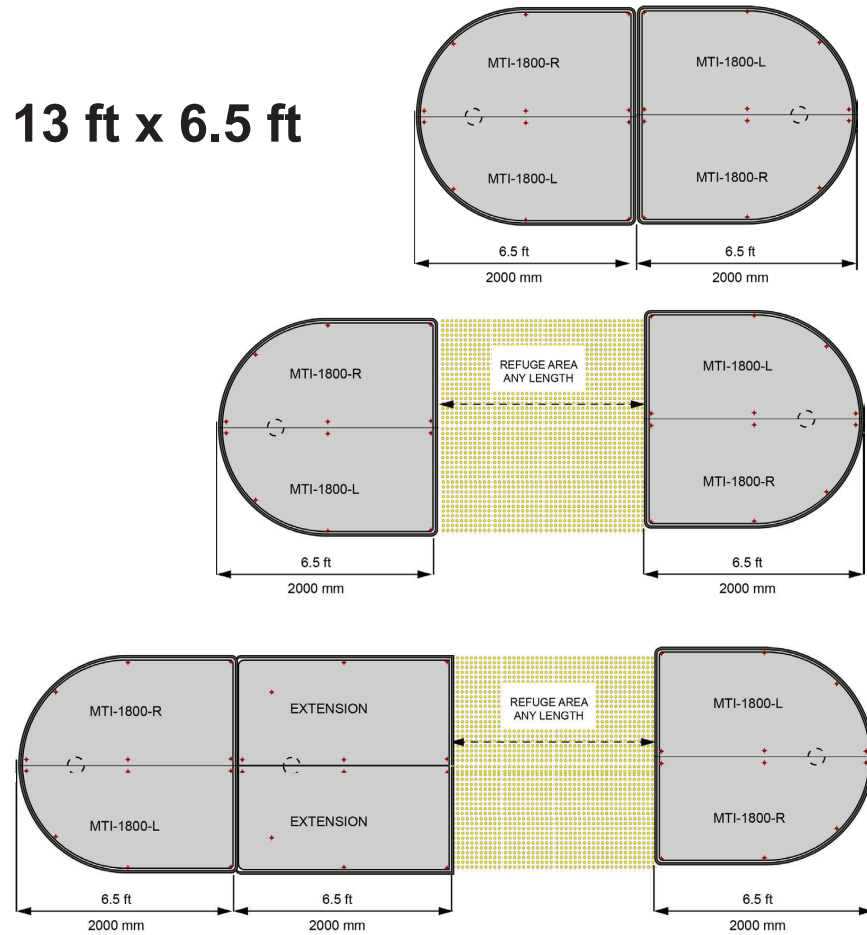 13 ft x 6.5 ft
MTI-1800-R
MTI-1800-L
MTI-1800-L
MTI-1800-R
6.5 ft
6.5 ft
2000 mm
2000 mm
REFUGE AREA
ANY LENGTH
MTI-1800-R
MTI-1800-L
MTI-1800-L
MTI-1800-R
6.5 ft
6.5 ft
2000 mm
2000 mm
MTI-1800-R
EXTENSION
REFUGE AREA
ANY LENGTH
MTI-1800-L
MTI-1800-L
EXTENSION
MTI-1800-R
6.5 ft
6.5 ft
6.5 ft
2000 mm
2000 mm
2000 mm